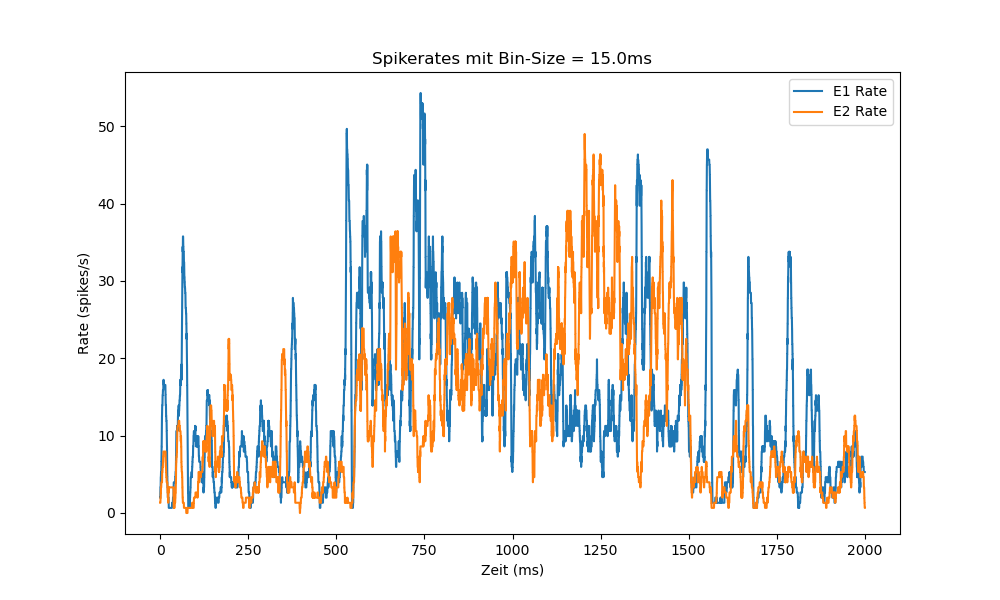 Spikerates mit Bin-Size = 15.0ms
E1 Rate
E2 Rate
50
40
30
20
10
0
Rate (spikes/s)
0 250 500 750 1000 1250 1500 1750 2000
Zeit (ms)